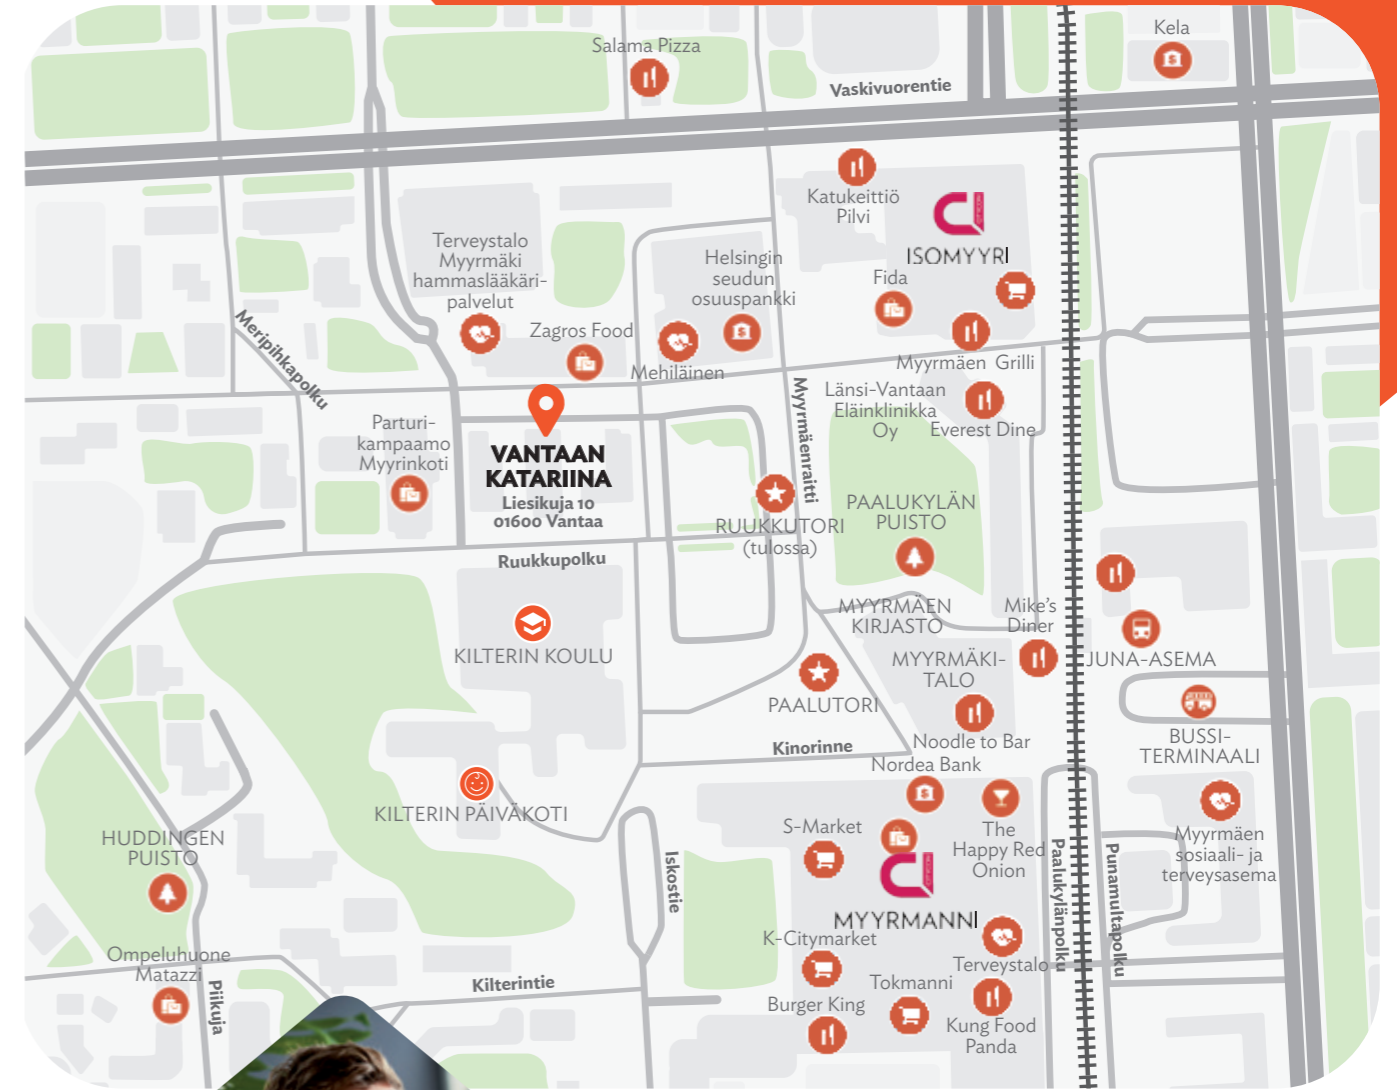 Kela
Salama Pizza
Vaskivuorentie
Katukeittiö
Pilvi
ISOMYYRI
Terveystalo
Myyrmäki
hammaslääkäri-
palvelut
Helsingin
seudun
osuuspankki
Fida
Zagros Food
Mehiläinen
Myyrmäen Grilli
Meripihkapolku
Myyrmäenraitti
Länsi-Vantaan
Eläinklinikka
Oy
Everest Dine
Parturi-
kampaamo
Myyrinkoti
VANTAAN
KATARIINA
Liesikuja 10
01600 Vantaa
RUUKKUTORI
(tulossa)
PAALUKYLÄN
PUISTO
Ruukkupolku
MYYRMÄEN
KIRJASTO
Mike's
Diner
KILTERIN KOULU
MYYRMÄKI-
TALO
JUNA-ASEMA
PAALUTORI
Noodle to Bar
BUSSI-
TERMINAALI
Kinorinne
Nordea Bank
KILTERIN PÄIVÄKOTI
S-Market
The
Happy Red
Onion
Myyrmäen
sosiaali- ja
terveysasema
HUDDINGEN
PUISTO
Iskostie
Paalukylänpolku
Punamultapolku
MYYRMANNI
K-Citymarket
Terveystalo
Ompeluhuone
Matazzi
Piikuja
Kilterintie
Tokmanni
Burger King
Kung Food
Panda